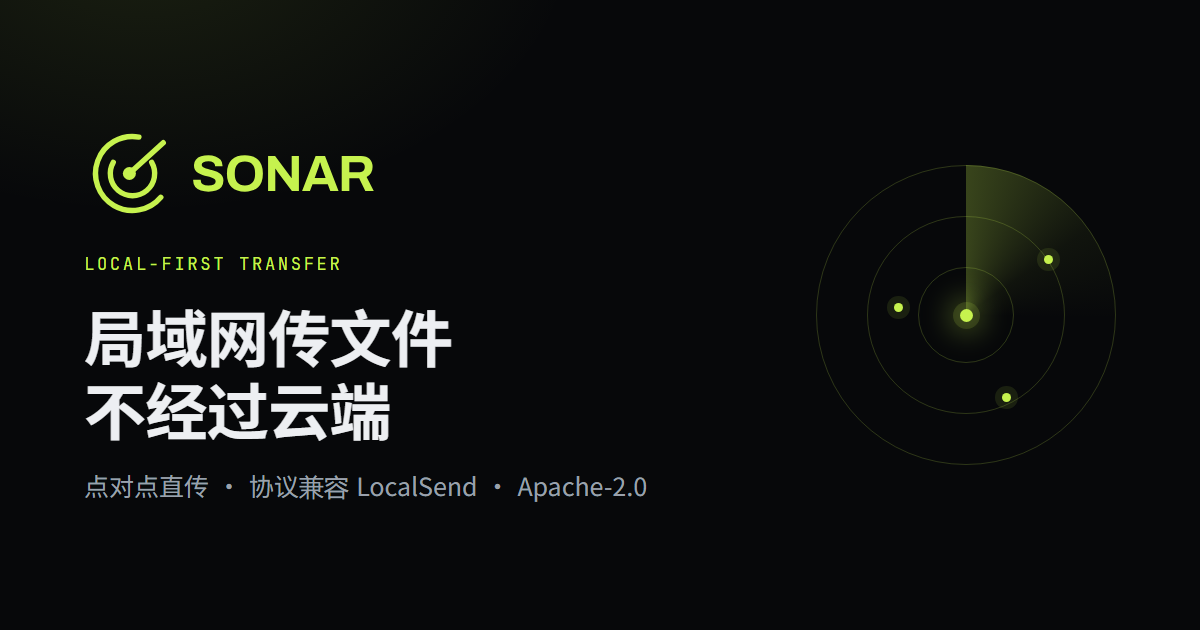 SONAR
LOCAL-FIRST TRANSFER
局域网传文件
不经过云端
点对点直传 · 协议兼容 LocalSend · Apache-2.0